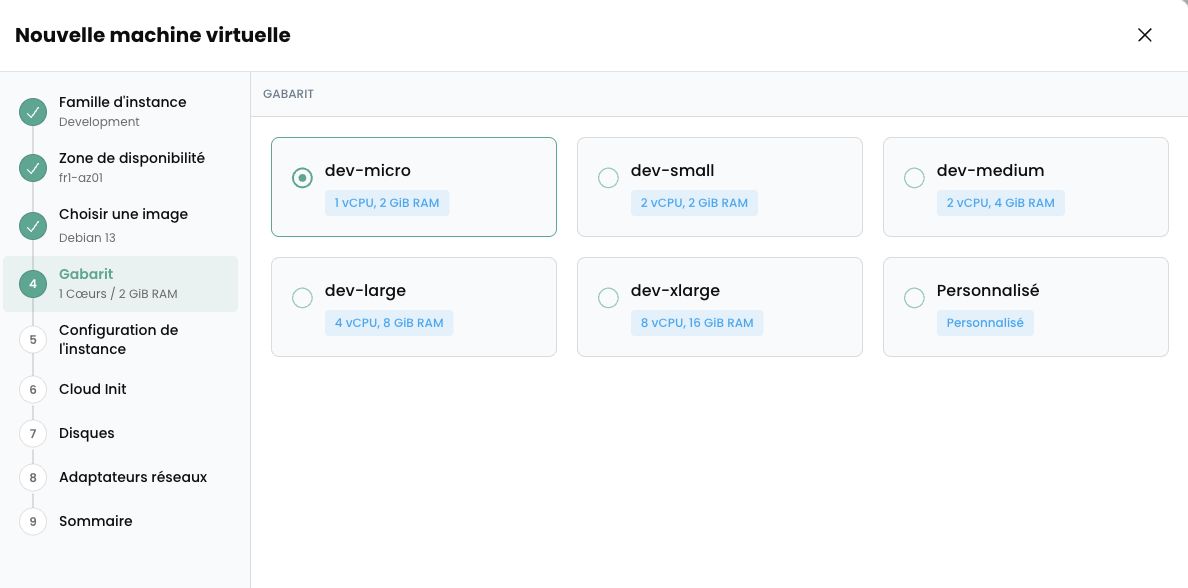 Nouvelle machine virtuelle
Famille d'instance
Development
Zone de disponibilité
fr1-az01
Choisir une image
Debian 13
4
Gabarit
1 Cœurs / 2 GiB RAM
5
Configuration de
l'instance
6
Cloud Init
7
Disques
8
Adaptateurs réseaux
9
Sommaire
GABARIT
dev-micro
1 vCPU, 2 GiB RAM
dev-small
2 vCPU, 2 GiB RAM
dev-medium
2 vCPU, 4 GiB RAM
dev-large
4 vCPU, 8 GiB RAM
dev-xlarge
8 vCPU, 16 GiB RAM
Personnalisé
Personnalisé